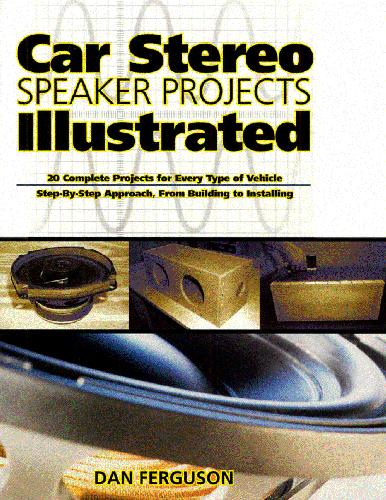 Car Stereo
SPEAKER PROJECTS
Illustrated
20 Complete Projects for Every Type of Vehicle
Step-By-Step Approach, From Building to Installing
DAN FERGUSON